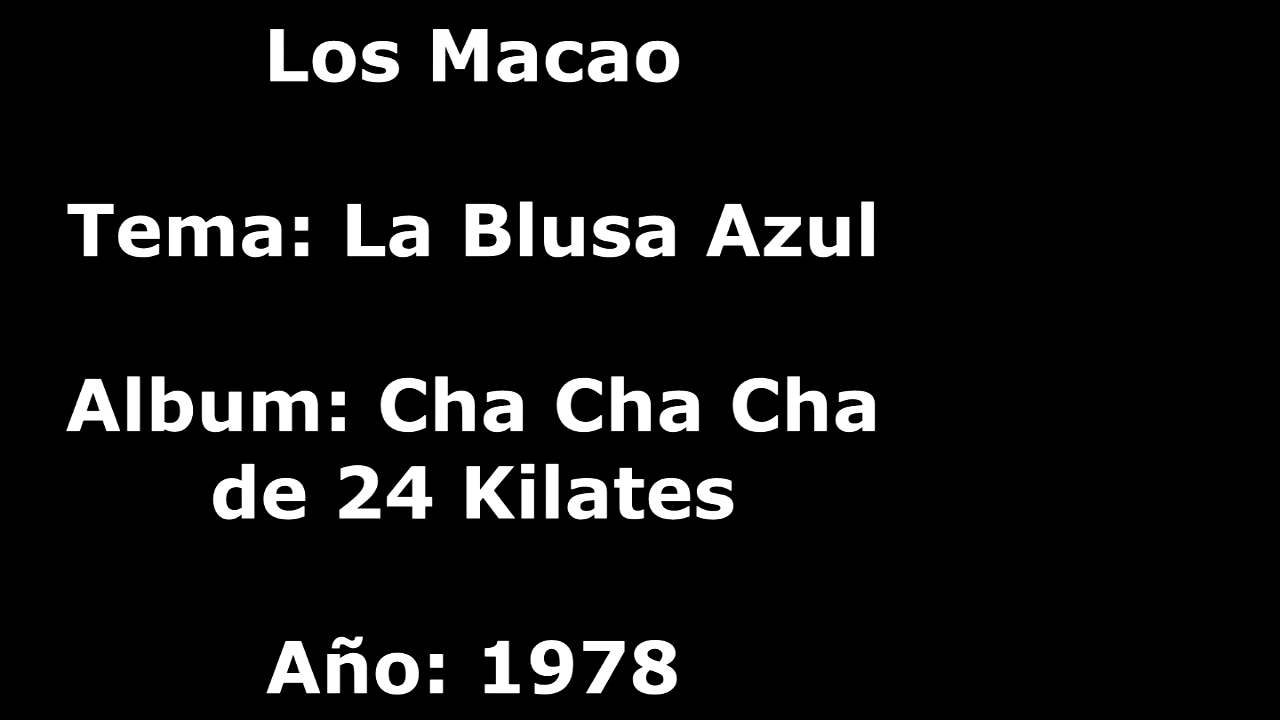 Los Macao
Tema: La Blusa Azul
Album: Cha Cha Cha
de 24 Kilates
Año: 1978